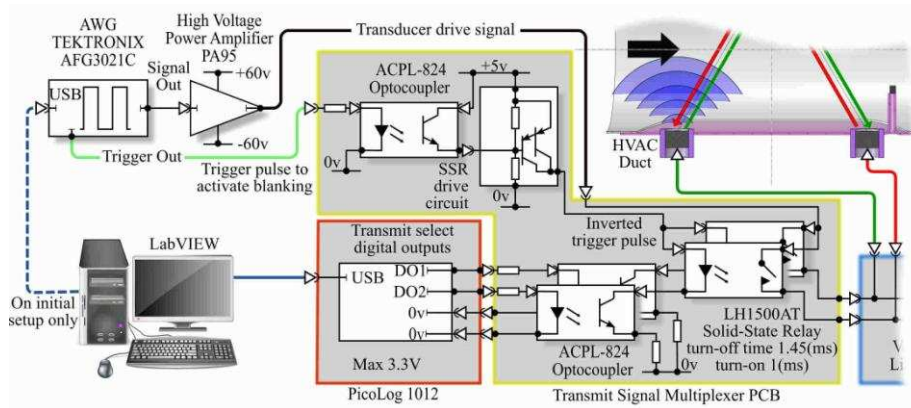 AWG
TEKTRONIX
AFG3021C
High Voltage
Power Amplifier
PA95
Transducer drive signal
+60v
Signal
Out
USB
-60v
Trigger Out
Trigger pulse to
activate blanking
ACPL-824
Optocoupler
+5v
0v
SSR
drive
circuit
0v
HVAC
Duct
Inverted
trigger pulse
LabVIEW
On initial
setup only
Transmit select
digital outputs
USB
DO1
DO2
0v
0v
Max 3.3V
PicoLog 1012
ACPL-824
Optocoupler
0v
LH1500AT
Solid-State Relay
turn-off time 1.45(ms)
turn-on 1(ms)
Transmit Signal Multiplexer PCB
V
Li